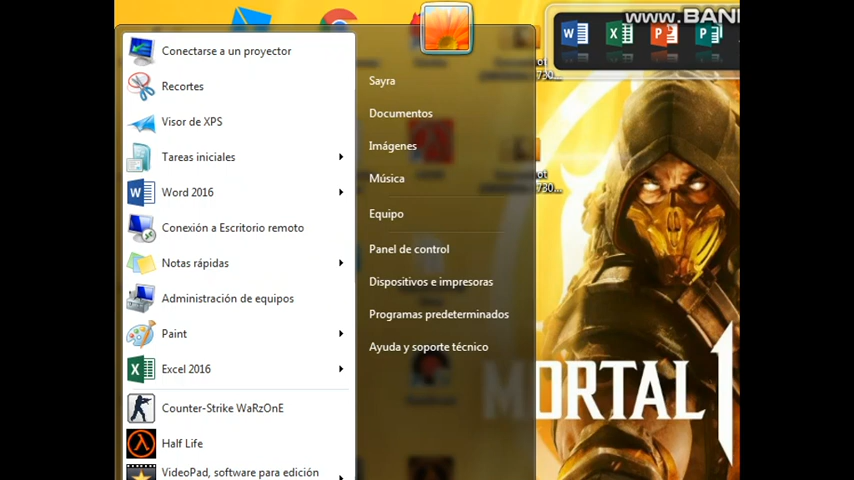 www.BAN
Conectarse a un proyector
Recortes
Visor de XPS
Tareas iniciales
Word 2016
Conexión a Escritorio remoto
Notas rápidas
Administración de equipos
Paint
Excel 2016
Counter-Strike WaRzOnE
Half Life
VideoPad, software para edición
Sayra
Documentos
Imágenes
Música
Equipo
Panel de control
Dispositivos e impresoras
Programas predeterminados
Ayuda y soporte técnico
MORTAL 1